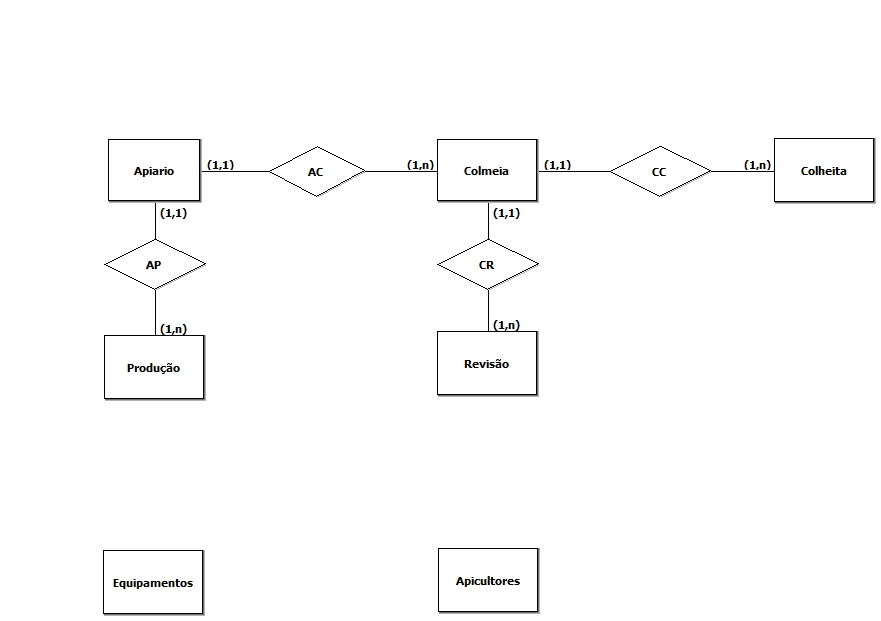 Apiario
(1,1)
AC
(1,n)
Colmeia
(1,1)
CC
(1,n)
Colheita
(1,1)
(1,1)
AP
CR
(1,n)
(1,n)
Produção
Revisão
Equipamentos
Apicultores